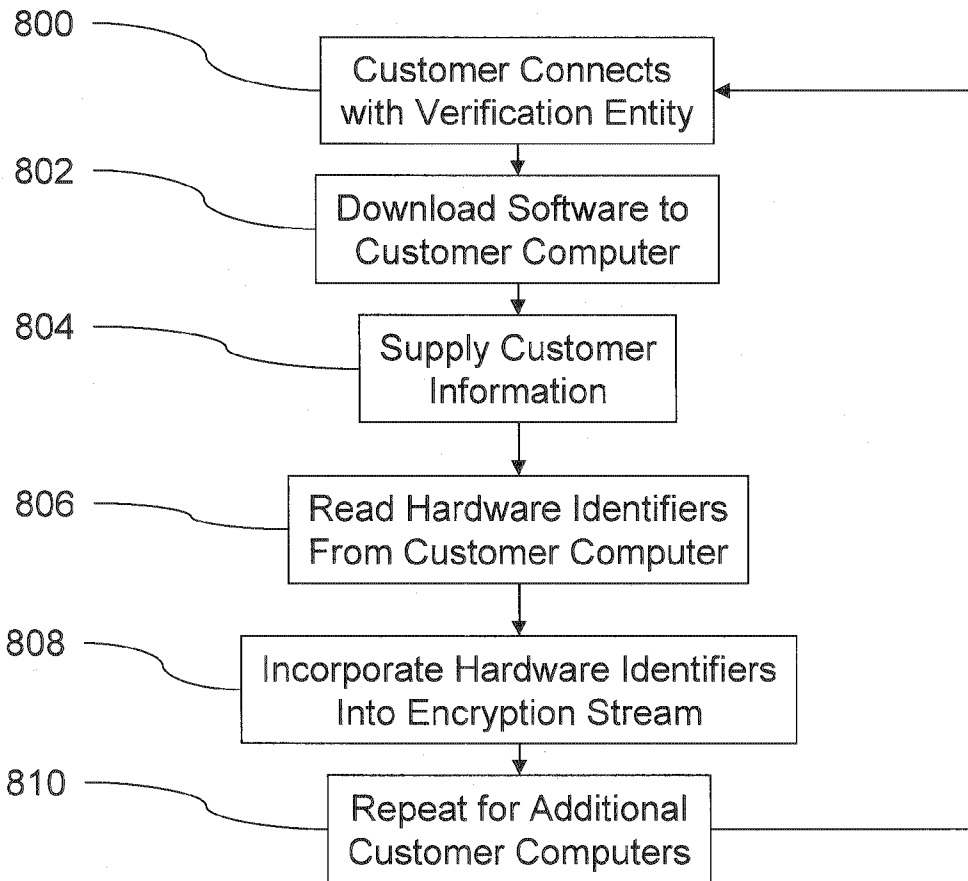 800
Customer Connects
with Verification Entity
802
Download Software to
Customer Computer
804
Supply Customer
Information
806
Read Hardware Identifiers
From Customer Computer
808
Incorporate Hardware Identifiers
Into Encryption Stream
810
Repeat for Additional
Customer Computers